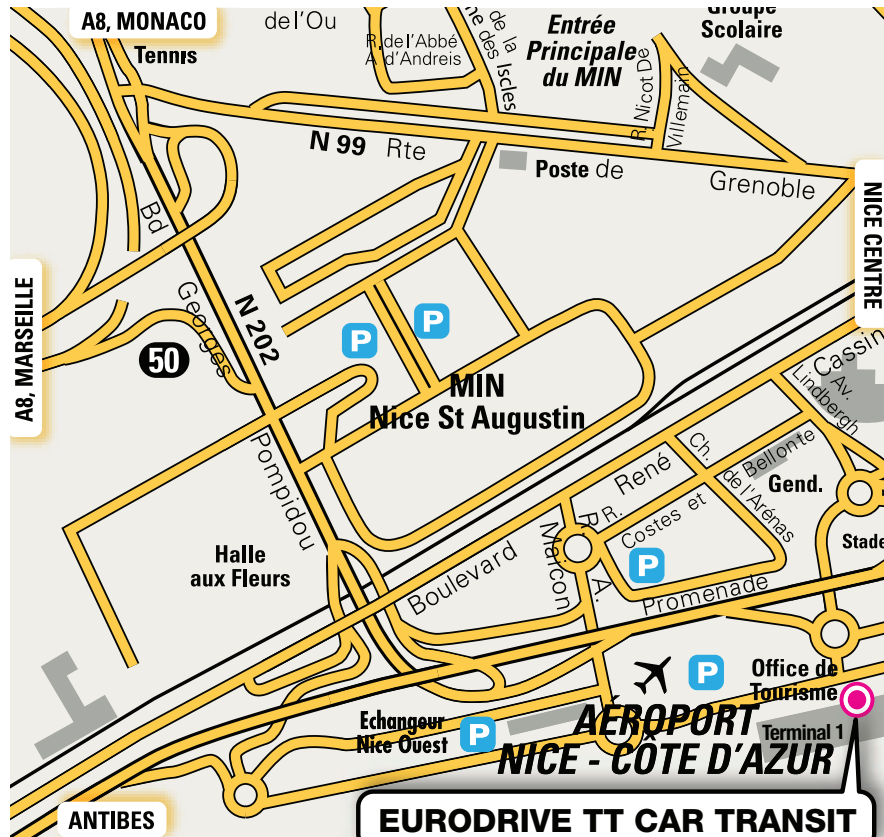 A8, MONACO
Tennis
de l'Ou
R. de l'Abbé
A. d'Andreis
de la
me des Iscles
Entrée
Principale
du MIN
Groupe
Scolaire
R. Nicot De
Villemain
N 99 Rte
Poste de
Grenoble
NICE CENTRE
Bd
Georges
Pompidou
N 202
A8, MARSEILLE
50
P
P
MIN
Nice St Augustin
Cassin
Av.
Lindbergh
Bellonte
Gend.
Ch.
de l'Arénas
René
R.
Costes et
Stade
Halle
aux Fleurs
Boulevard
R.
A.
Maicon
P
Promenade
P
Office de
Tourisme
Echangeur
Nice Ouest
P
AÉROPORT
NICE - CÔTE D'AZUR
Terminal 1
ANTIBES
EURODRIVE TT CAR TRANSIT